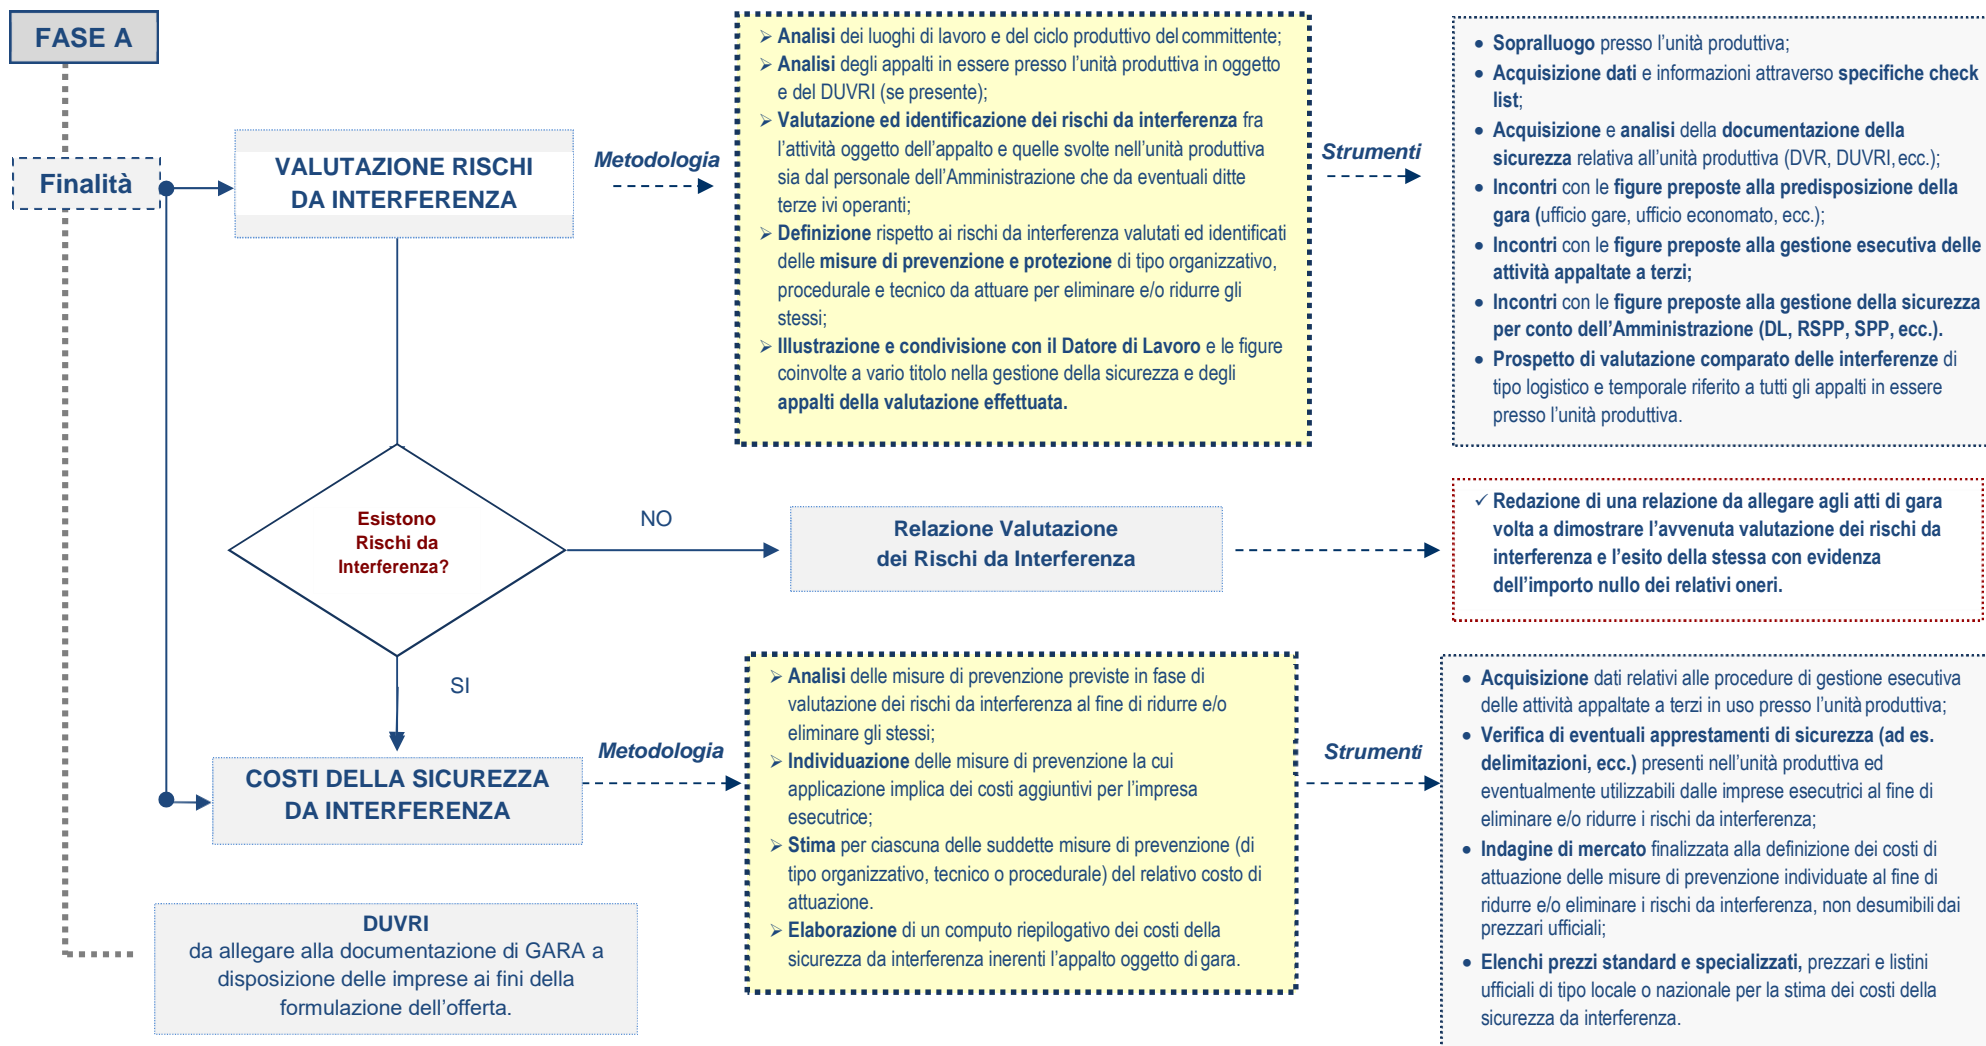 FASE A
Finalità
VALUTAZIONE RISCHI
DA INTERFERENZA
Metodologia
➢ Analisi dei luoghi di lavoro e del ciclo produttivo del committente;
➢ Analisi degli appalti in essere presso l’unità produttiva in oggetto
e del DUVRI (se presente);
➢ Valutazione ed identificazione dei rischi da interferenza fra
l’attività oggetto dell’appalto e quelle svolte nell’unità produttiva
sia dal personale dell’Amministrazione che da eventuali ditte
terze ivi operanti;
➢ Definizione rispetto ai rischi da interferenza valutati ed identificati
delle misure di prevenzione e protezione di tipo organizzativo,
procedurale e tecnico da attuare per eliminare e/o ridurre gli
stessi;
➢ Illustrazione e condivisione con il Datore di Lavoro e le figure
coinvolte a vario titolo nella gestione della sicurezza e degli
appalti della valutazione effettuata.
Strumenti
• Sopralluogo presso l’unità produttiva;
• Acquisizione dati e informazioni attraverso specifiche check
list;
• Acquisizione e analisi della documentazione della
sicurezza relativa all’unità produttiva (DVR, DUVRI, ecc.);
• Incontri con le figure preposte alla predisposizione della
gara (ufficio gare, ufficio economato, ecc.);
• Incontri con le figure preposte alla gestione esecutiva delle
attività appaltate a terzi;
• Incontri con le figure preposte alla gestione della sicurezza
per conto dell’Amministrazione (DL, RSPP, SPP, ecc.).
• Prospetto di valutazione comparato delle interferenze di
tipo logistico e temporale riferito a tutti gli appalti in essere
presso l’unità produttiva.
Esistono
Rischi da
Interferenza?
NO
Relazione Valutazione
dei Rischi da Interferenza
✓ Redazione di una relazione da allegare agli atti di gara
volta a dimostrare l’avvenuta valutazione dei rischi da
interferenza e l’esito della stessa con evidenza
dell’importo nullo dei relativi oneri.
SI
COSTI DELLA SICUREZZA
DA INTERFERENZA
Metodologia
➢ Analisi delle misure di prevenzione previste in fase di
valutazione dei rischi da interferenza al fine di ridurre e/o
eliminare gli stessi;
➢ Individuazione delle misure di prevenzione la cui
applicazione implica dei costi aggiuntivi per l’impresa
esecutrice;
➢ Stima per ciascuna delle suddette misure di prevenzione (di
tipo organizzativo, tecnico o procedurale) del relativo costo di
attuazione.
➢ Elaborazione di un computo riepilogativo dei costi della
sicurezza da interferenza inerenti l’appalto oggetto di gara.
Strumenti
• Acquisizione dati relativi alle procedure di gestione esecutiva
delle attività appaltate a terzi in uso presso l’unità produttiva;
• Verifica di eventuali apprestamenti di sicurezza (ad es.
delimitazioni, ecc.) presenti nell’unità produttiva ed
eventualmente utilizzabili dalle imprese esecutrici al fine di
eliminare e/o ridurre i rischi da interferenza;
• Indagine di mercato finalizzata alla definizione dei costi di
attuazione delle misure di prevenzione individuate al fine di
ridurre e/o eliminare i rischi da interferenza, non desumibili dai
prezzari ufficiali;
• Elenchi prezzi standard e specializzati, prezzari e listini
ufficiali di tipo locale o nazionale per la stima dei costi della
sicurezza da interferenza.
DUVRI
da allegare alla documentazione di GARA a
disposizione delle imprese ai fini della
formulazione dell’offerta.